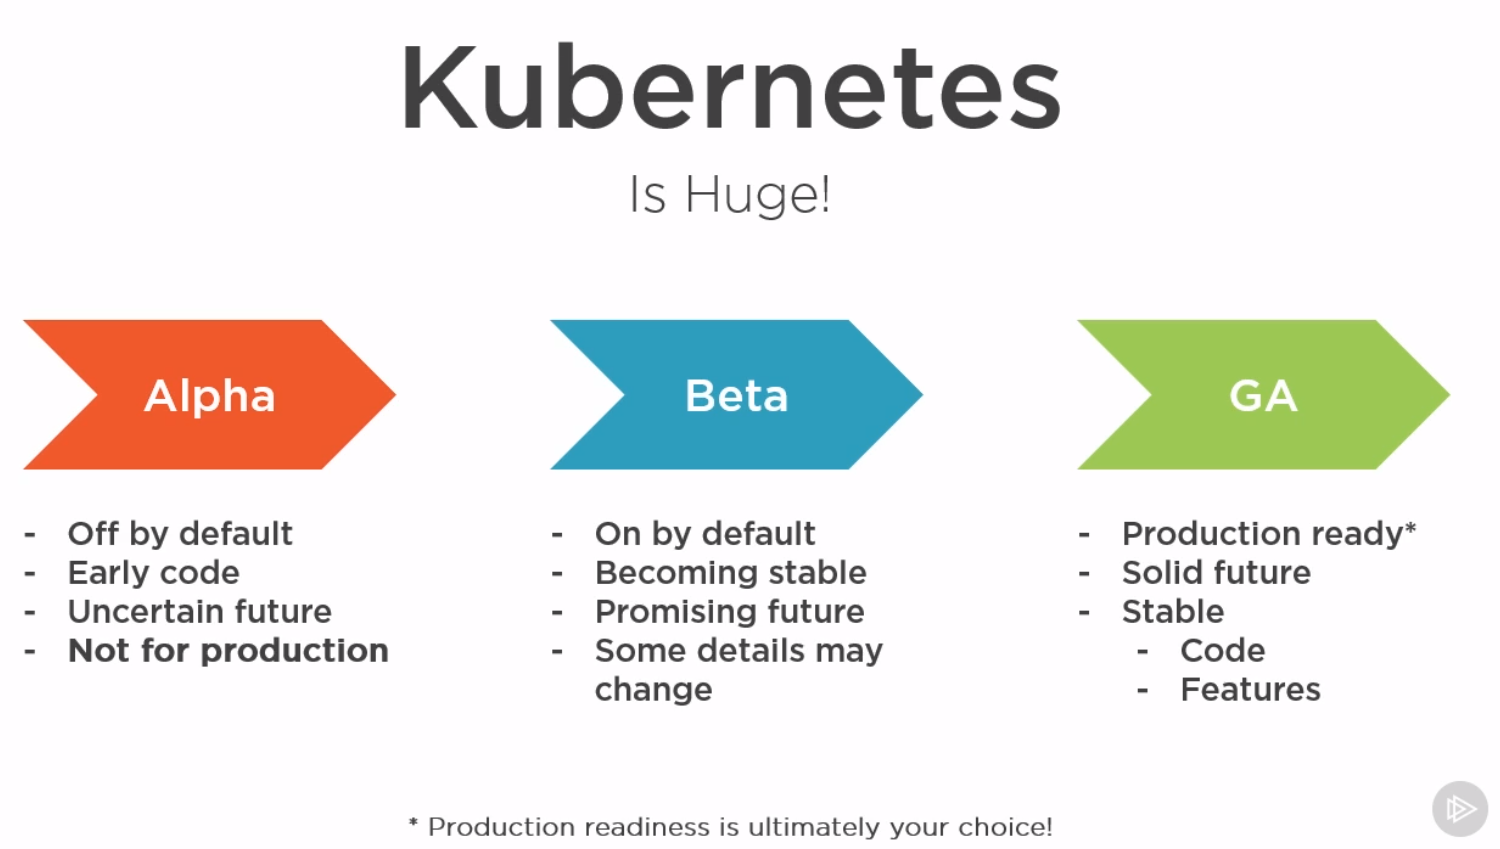 Kubernetes
Is Huge!
Alpha
- Off by default
- Early code
- Uncertain future
- Not for production
Beta
- On by default
- Becoming stable
- Promising future
- Some details may
change
GA
- Production ready*
- Solid future
- Stable
- Code
- Features
* Production readiness is ultimately your choice!